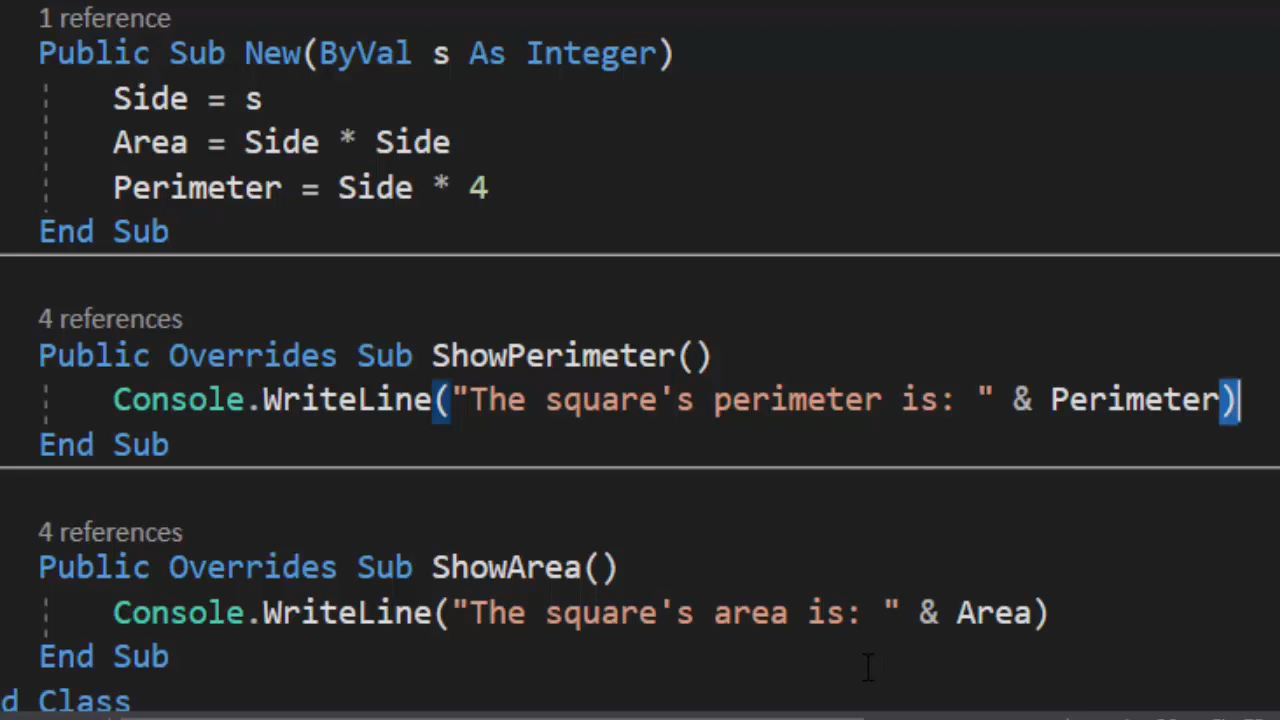 1 reference
Public Sub New(ByVal s As Integer)
Side = s
Area = Side * Side
Perimeter = Side * 4
End Sub
4 references
Public Overrides Sub ShowPerimeter()
Console.WriteLine("The square's perimeter is: " & Perimeter)
End Sub
4 references
Public Overrides Sub ShowArea()
Console.WriteLine("The square's area is: " & Area)
End Sub
d Class